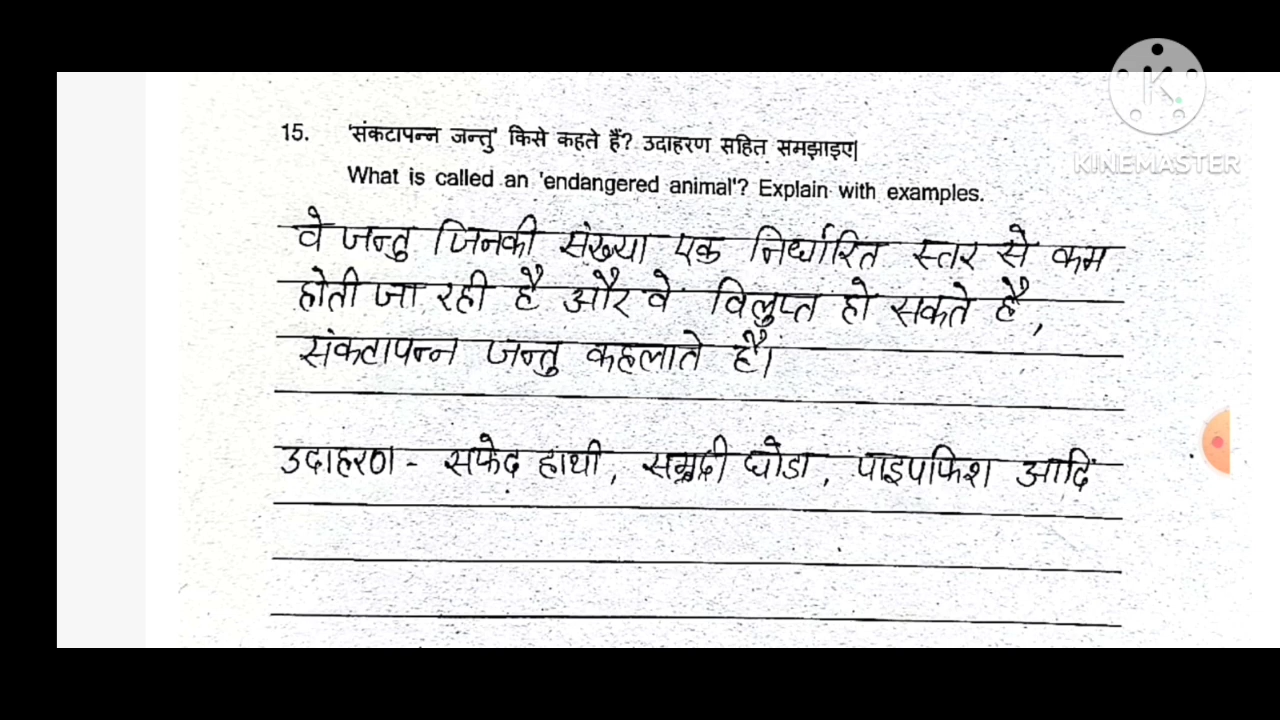 KINEMASTER
15. 'संकटापन्न जन्तु' किसे कहते हैं? उदाहरण सहित समझाइए|
What is called an 'endangered animal'? Explain with examples.
वे जन्तु जिनकी संख्या एक निर्धारित स्तर से कम
होती जा रही है और वे विलुप्त हो सकते हैं,
संकटापन्न जन्तु कहलाते हैं।
उदाहरण - सफेद हाथी, समुद्री घोडा, पाइपफिश आदि